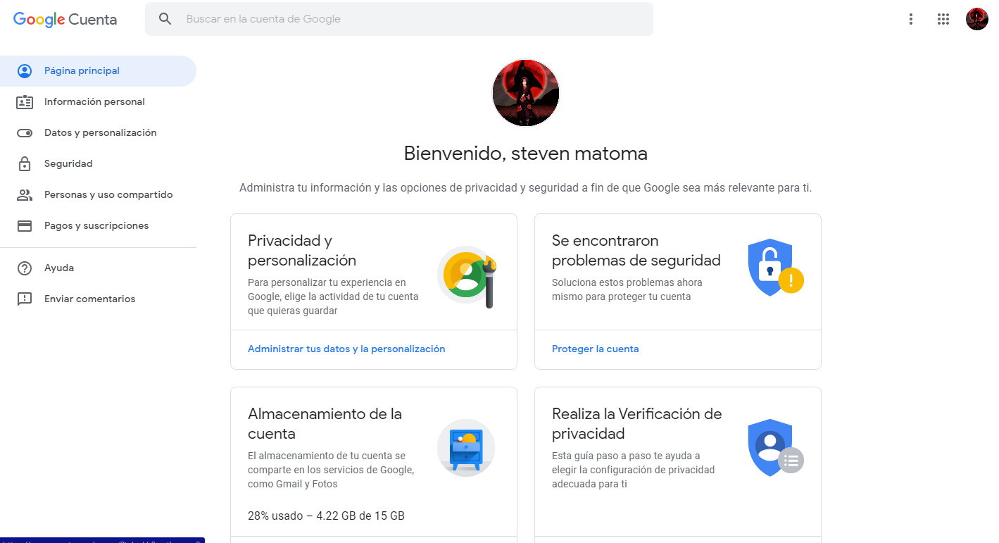 Google Cuenta
Buscar en la cuenta de Google
Página principal
Información personal
Datos y personalización
Seguridad
Personas y uso compartido
Pagos y suscripciones
Ayuda
Enviar comentarios
Bienvenido, steven matoma
Administra tu información y las opciones de privacidad y seguridad a fin de que Google sea más relevante para ti.
Privacidad y
personalización
Para personalizar tu experiencia en
Google, elige la actividad de tu cuenta
que quieras guardar
Administrar tus datos y la personalización
Se encontraron
problemas de seguridad
Soluciona estos problemas ahora
mismo para proteger tu cuenta
Proteger la cuenta
Almacenamiento de la
cuenta
El almacenamiento de tu cuenta se
comparte en los servicios de Google,
como Gmail y Fotos
28% usado – 4.22 GB de 15 GB
Realiza la Verificación de
privacidad
Esta guía paso a paso te ayuda a
elegir la configuración de privacidad
adecuada para ti